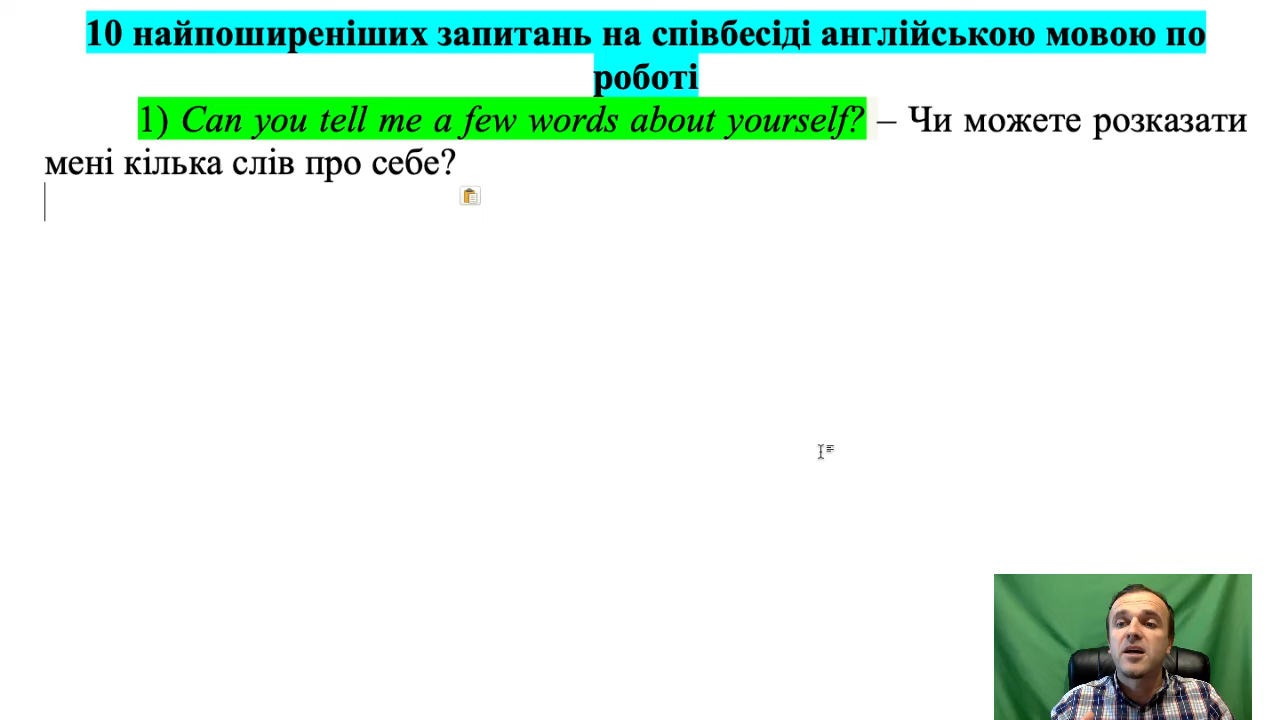 10 найпоширеніших запитань на співбесіді англійською мовою по
роботі
1) Can you tell me a few words about yourself? – Чи можете розказати
мені кілька слів про себе?